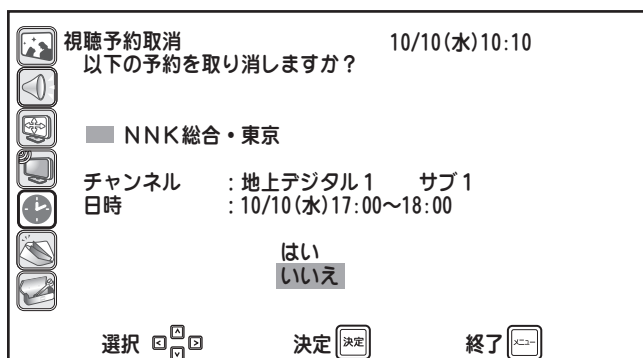 視聴予約取消 10/10(水)10:10
以下の予約を取り消しますか？
NNK総合・東京
チャンネル ：地上デジタル1 サブ1
日時 ：10/10(水)17:00～18:00
はい
いいえ
選択 決定 決定 終了 メニュー